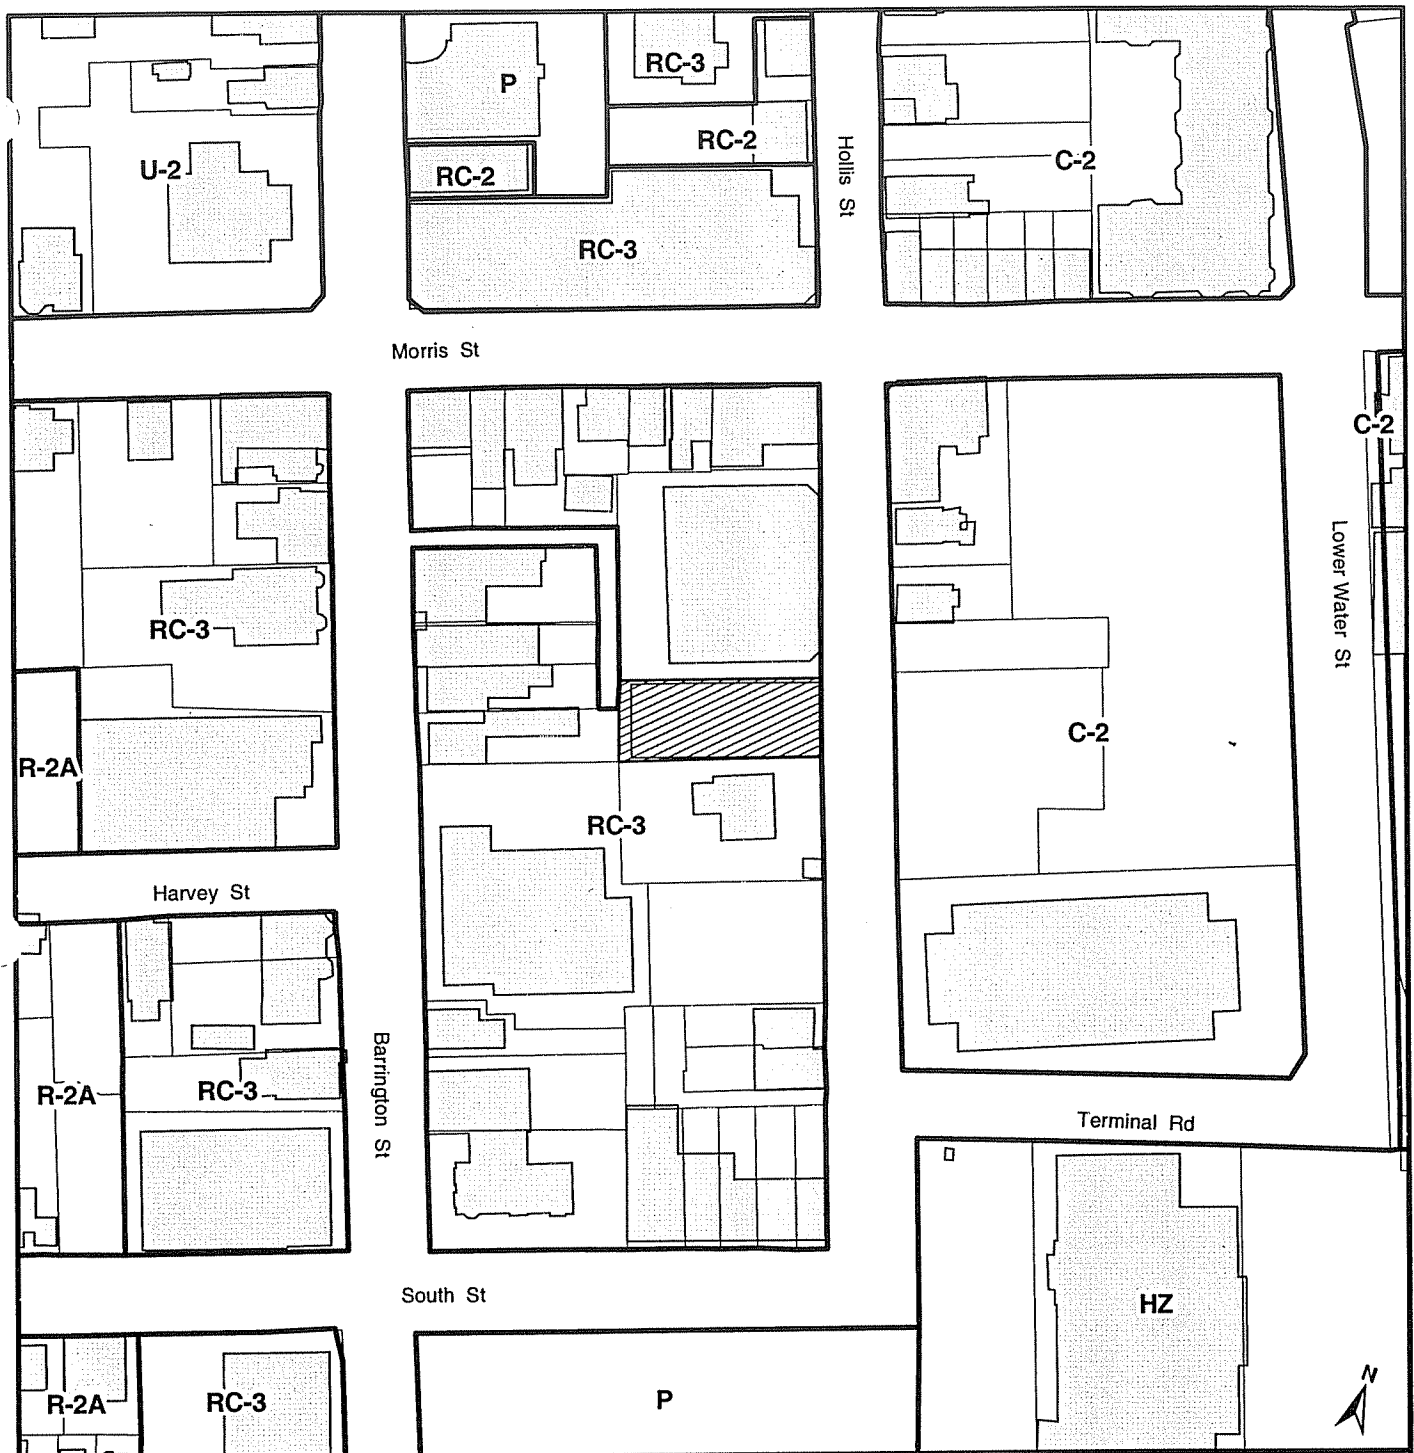 RC-3
P
Hollis St
RC-2
C-2
U-2
RC-2
RC-3
Morris St
C-2
Lower Water St
RC-3
C-2
R-2A
RC-3
Harvey St
Barrington St
RC-3
R-2A
Terminal Rd
South St
HZ
N
P
RC-3
R-2A